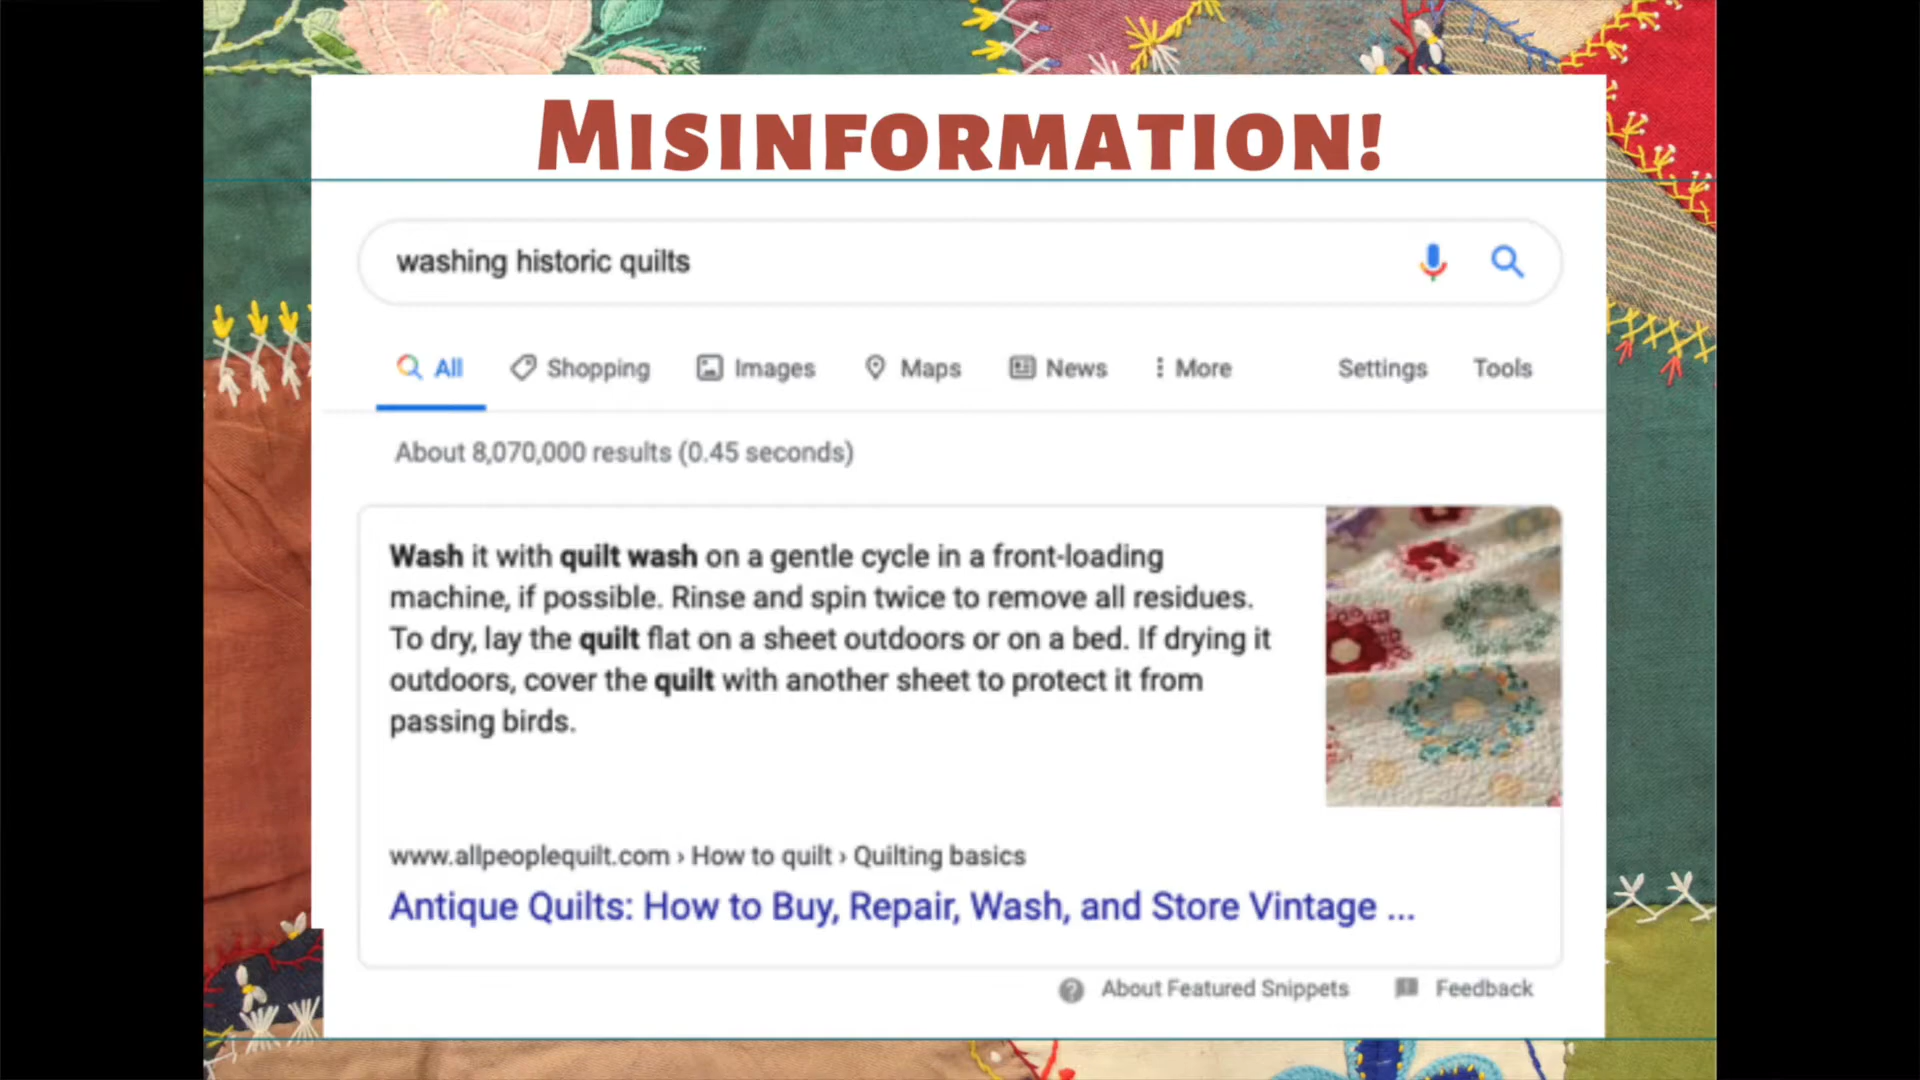 MISINFORMATION!
washing historic quilts
All Shopping Images Maps News More Settings Tools
About 8,070,000 results (0.45 seconds)
Wash it with quilt wash on a gentle cycle in a front-loading
machine, if possible. Rinse and spin twice to remove all residues.
To dry, lay the quilt flat on a sheet outdoors or on a bed. If drying it
outdoors, cover the quilt with another sheet to protect it from
passing birds.
www.allpeoplequilt.com › How to quilt › Quilting basics
Antique Quilts: How to Buy, Repair, Wash, and Store Vintage ...
About Featured Snippets Feedback